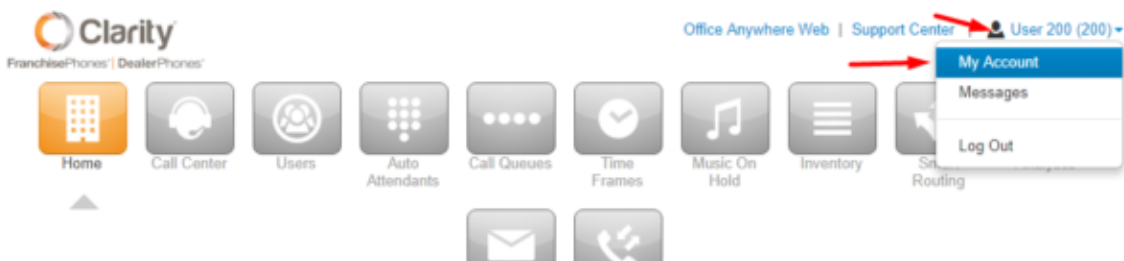 Clarity
FranchisePhones | DealerPhones
Office Anywhere Web | Support Center | User 200 (200)
My Account
Messages
Log Out
Home
Call Center
Users
Auto
Attendants
Call Queues
Time
Frames
Music On
Hold
Inventory
Routing